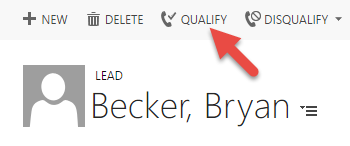 NEW DELETE QUALIFY DISQUALIFY
LEAD
Becker, Bryan